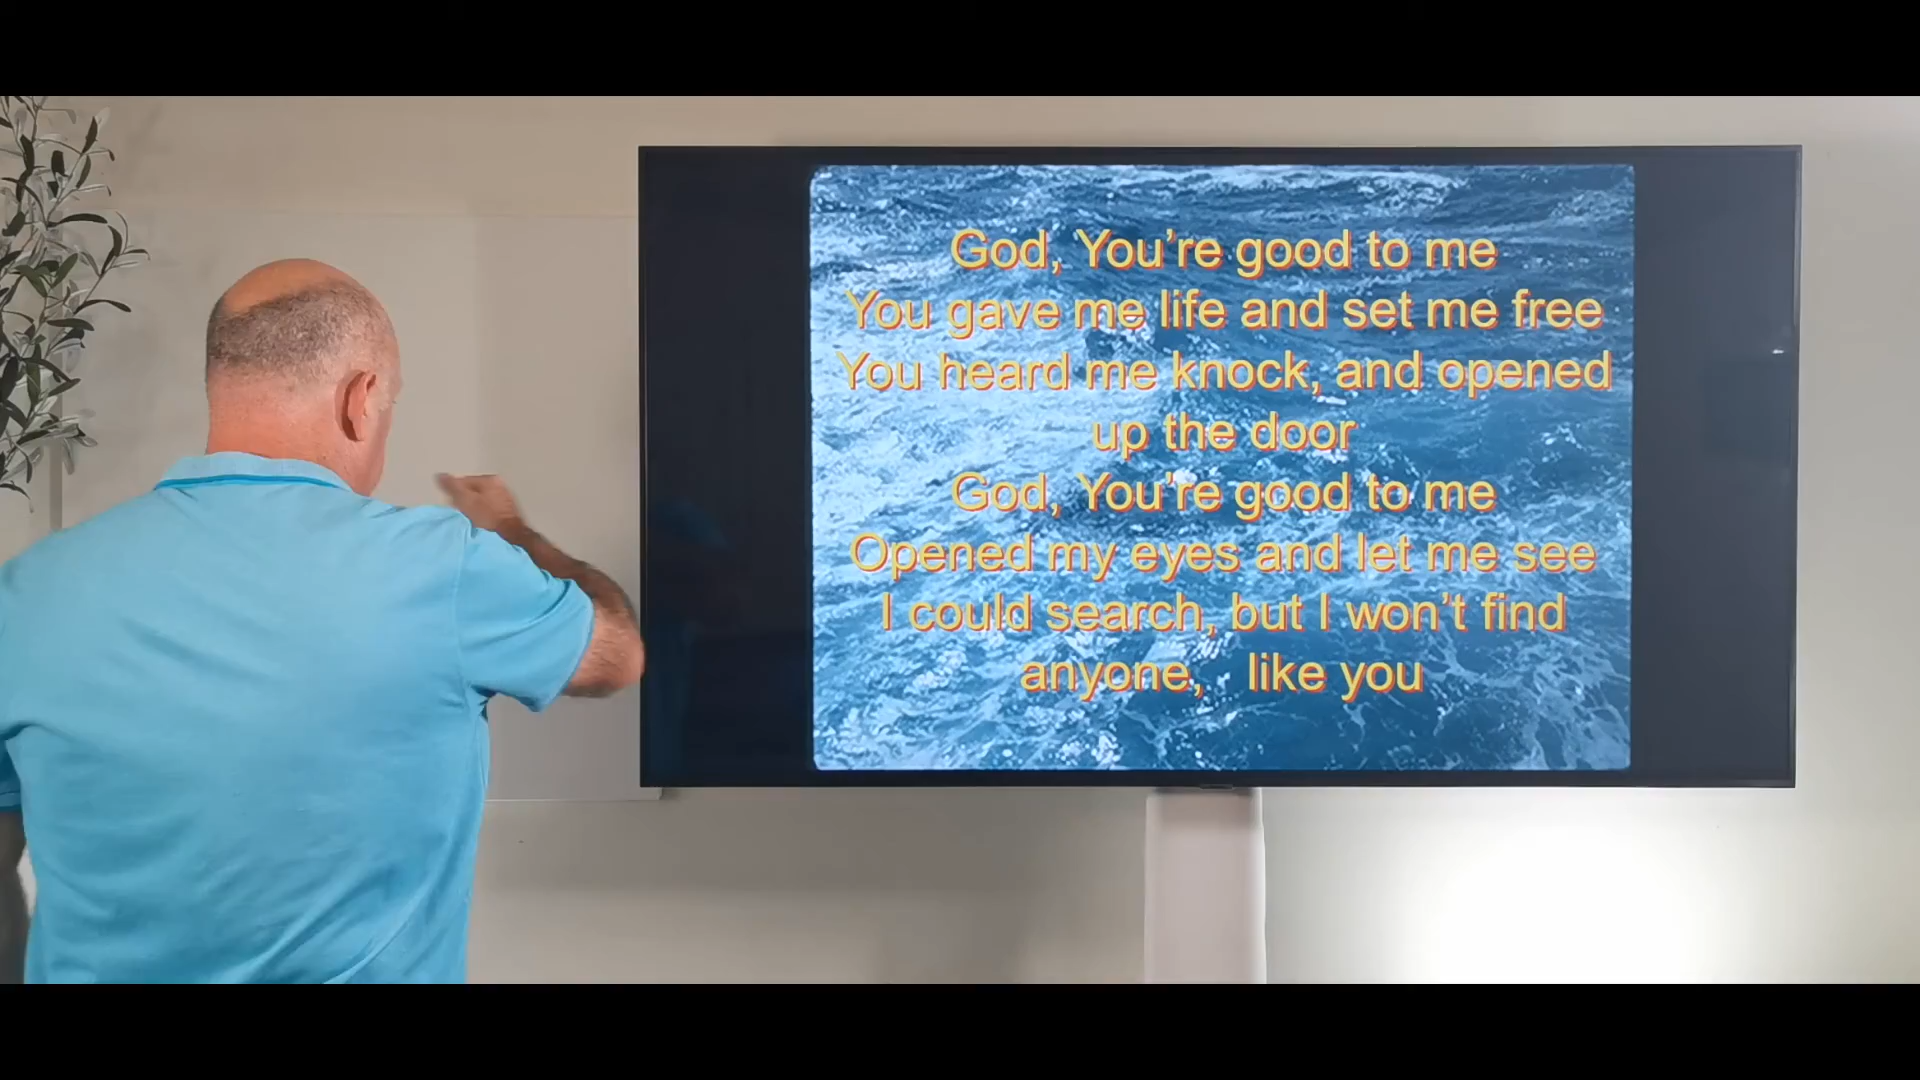 God, You’re good to me
You gave me life and set me free
You heard me knock, and opened
up the door
God, You’re good to me
Opened my eyes and let me see
I could search, but I won’t find
anyone, like you